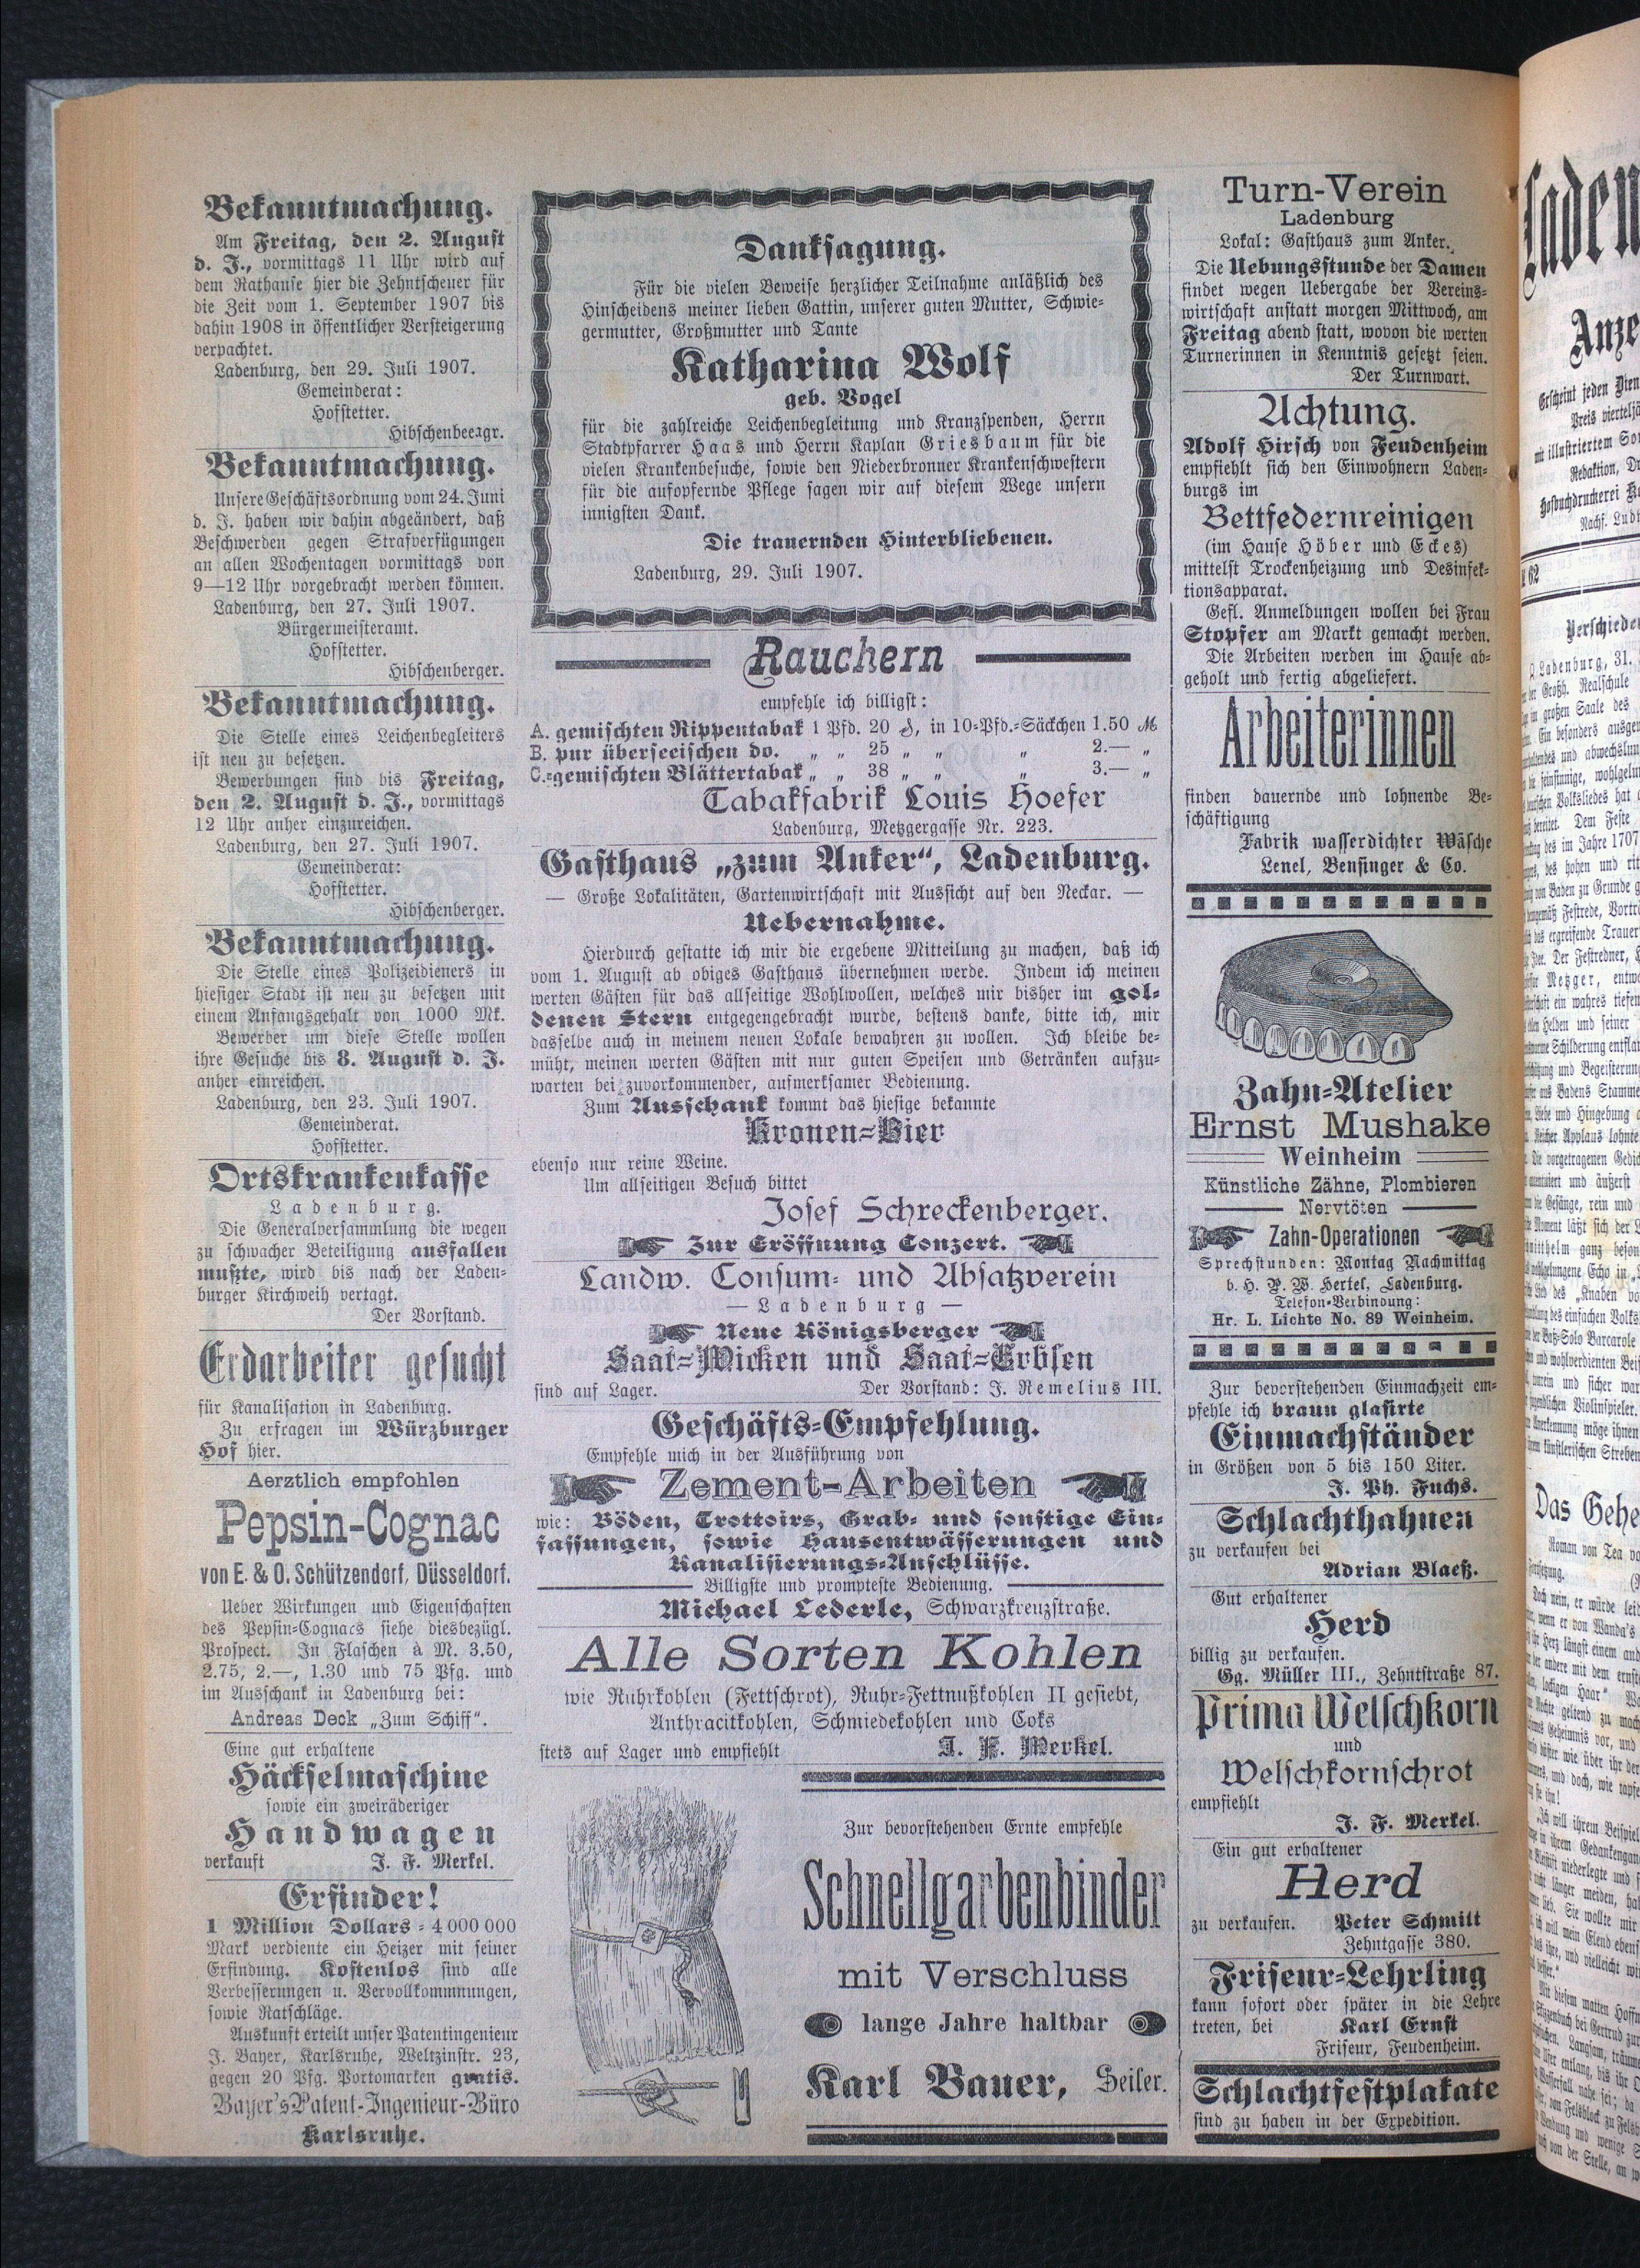 Bekanntmachung.
Am Freitag, den 2. August
d. J., vormittags 11 Uhr wird auf
dem Rathause hier die Zehntscheuer für
die Zeit vom 1. September 1907 bis
dahin 1908 in öffentlicher Versteigerung
verpachtet.
Ladenburg, den 29. Juli 1907.
Gemeinderat:
Hofstetter.
Bekanntmachung.
Unsere Geschäftsordnung vom 24. Juni
d. J. haben wir dahin abgeändert, daß
Beschwerden gegen Strafverfügungen
an allen Wochentagen vormittags von
9—12 Uhr vorgebracht werden können.
Ladenburg, den 27. Juli 1907.
Bürgermeisteramt.
Hofstetter.
Hibschenberger.
Bekanntmachung.
Die Stelle eines Leichenbegleiters
ist neu zu besetzen.
Bewerbungen sind bis Freitag,
den 2. August d. J., vormittags
12 Uhr anher einzureichen.
Ladenburg, den 27. Juli 1907.
Gemeinderat:
Hofstetter.
Hibschenberger.
Bekanntmachung.
Die Stelle eines Polizeidieners in
hiesiger Stadt ist neu zu besetzen mit
einem Anfangsgehalt von 1000 Mk.
Bewerber um diese Stelle wollen
ihre Gesuche bis 8. August d. J.
anher einreichen.
Ladenburg, den 23. Juli 1907.
Gemeinderat.
Hofstetter.
Ortskrankenkasse
Ladenburg.
Die Generalversammlung die wegen
zu schwacher Beteiligung ausfallen
mußte, wird bis nach der Laden-
burger Kirchweih vertagt.
Der Vorstand.
Erdarbeiter gesucht
für Kanalisation in Ladenburg.
Zu erfragen im Würzburger
Hof hier.
Aerztlich empfohlen
Pepsin-Cognac
von E. & O. Schützendorf, Düsseldorf.
Ueber Wirkungen und Eigenschaften
des Pepsin-Cognacs siehe diesbezügl.
Prospect. In Flaschen à M. 3.50,
2.75, 2.—, 1.30 und 75 Pfg. und
im Ausschank in Ladenburg bei:
Andreas Deck „Zum Schiff“.
Eine gut erhaltene
Häckselmaschine
sowie ein zweiräderiger
Handwagen
verkauft J. F. Merkel.
Erfinder!
1 Million Dollars = 4 000 000
Mark verdiente ein Heizer mit seiner
Erfindung. Kostenlos sind alle
Verbesserungen u. Vervollkommnungen,
sowie Ratschläge.
Auskunft erteilt unser Patentingenieur
J. Bayer, Karlsruhe, Weltzinstr. 23,
gegen 20 Pfg. Portomarken gratis.
Bayer's Patent-Ingenieur-Büro
Karlsruhe.
Danksagung.
Für die vielen Beweise herzlicher Teilnahme anläßlich des
Hinscheidens meiner lieben Gattin, unserer guten Mutter, Schwie-
germutter, Großmutter und Tante
Katharina Wolf
geb. Vogel
für die zahlreiche Leichenbegleitung und Kranzspenden, Herrn
Stadtpfarrer Haas und Herrn Kaplan Griesbaum für die
vielen Krankenbesuche, sowie den Niederbronner Krankenschwestern
für die aufopfernde Pflege sagen wir auf diesem Wege unsern
innigsten Dank.
Die trauernden Hinterbliebenen.
Ladenburg, 29. Juli 1907.
Rauchern
empfehle ich billigst:
A. gemischten Rippentabak 1 Pfd. 20 ₰, in 10-Pfd.-Säckchen 1.50 ℳ
B. pur überseeischen do. „ „ 25 „ „ „ 2.— „
C. gemischten Blättertabak „ „ 38 „ „ „ 3.— „
Tabakfabrik Louis Hoefer
Ladenburg, Metzgergasse Nr. 223.
Gasthaus „zum Anker“, Ladenburg.
— Große Lokalitäten, Gartenwirtschaft mit Aussicht auf den Neckar. —
Uebernahme.
Hierdurch gestatte ich mir die ergebene Mitteilung zu machen, daß ich
vom 1. August ab obiges Gasthaus übernehmen werde. Indem ich meinen
werten Gästen für das allseitige Wohlwollen, welches mir bisher im gol-
denen Stern entgegengebracht wurde, bestens danke, bitte ich, mir
dasselbe auch in meinem neuen Lokale bewahren zu wollen. Ich bleibe be-
müht, meinen werten Gästen mit nur guten Speisen und Getränken aufzu-
warten bei zuvorkommender, aufmerksamer Bedienung.
Zum Ausschank kommt das hiesige bekannte
Kronen-Bier
ebenso nur reine Weine.
Um allseitigen Besuch bittet
Josef Schreckenberger.
Zur Eröffnung Conzert.
Landw. Consum- und Absatzverein
— Ladenburg —
Neue Königsberger
Saat-Wicken und Saat-Erbsen
sind auf Lager. Der Vorstand: J. Remelius III.
Geschäfts-Empfehlung.
Empfehle mich in der Ausführung von
Zement-Arbeiten
wie: Böden, Trottoirs, Grab- und sonstige Ein-
fassungen, sowie Hausentwässerungen und
Kanalisierungs-Anschlüsse.
Billigste und prompteste Bedienung.
Michael Lederle, Schwarzkreuzstraße.
Alle Sorten Kohlen
wie Ruhrkohlen (Fettschrot), Ruhr-Fettnußkohlen II gesiebt,
Anthracitkohlen, Schmiedekohlen und Coks
stets auf Lager und empfiehlt J. F. Merkel.
Zur bevorstehenden Ernte empfehle
Schnellgarbenbinder
mit Verschluss
lange Jahre haltbar
Karl Bauer, Seiler.
Turn-Verein
Ladenburg
Lokal: Gasthaus zum Anker.
Die Uebungsstunde der Damen
findet wegen Uebergabe der Vereins-
wirtschaft anstatt morgen Mittwoch, am
Freitag abend statt, wovon die werten
Turnerinnen in Kenntnis gesetzt seien.
Der Turnwart.
Achtung.
Adolf Hirsch von Feudenheim
empfiehlt sich den Einwohnern Laden-
burgs im
Bettfedernreinigen
(im Hause Höber und Eckes)
mittelst Trockenheizung und Desinfek-
tionsapparat.
Gefl. Anmeldungen wollen bei Frau
Stopfer am Markt gemacht werden.
Die Arbeiten werden im Hause ab-
geholt und fertig abgeliefert.
Arbeiterinnen
finden dauernde und lohnende Be-
schäftigung
Fabrik wasserdichter Wäsche
Lenel, Bensinger & Co.
Zahn-Atelier
Ernst Mushake
Weinheim
Künstliche Zähne, Plombieren
Nervtöten
Zahn-Operationen
Sprechstunden: Montag Nachmittag
b. H. P. W. Hertel, Ladenburg.
Telefon-Verbindung:
Hr. L. Lichte No. 89 Weinheim.
Zur bevorstehenden Einmachzeit em-
pfehle ich braun glasirte
Einmachständer
in Größen von 5 bis 150 Liter.
J. Ph. Fuchs.
Schlachthahnen
zu verkaufen bei
Adrian Blaeß.
Gut erhaltener
Herd
billig zu verkaufen.
Gg. Müller III., Zehntstraße 87.
Prima Welschkorn
und
Welschkornschrot
empfiehlt
J. F. Merkel.
Ein gut erhaltener
Herd
zu verkaufen. Peter Schmitt
Zehntgasse 380.
Friseur-Lehrling
kann sofort oder später in die Lehre
treten, bei Karl Ernst
Friseur, Feudenheim.
Schlachtfestplakate
sind zu haben in der Expedition.